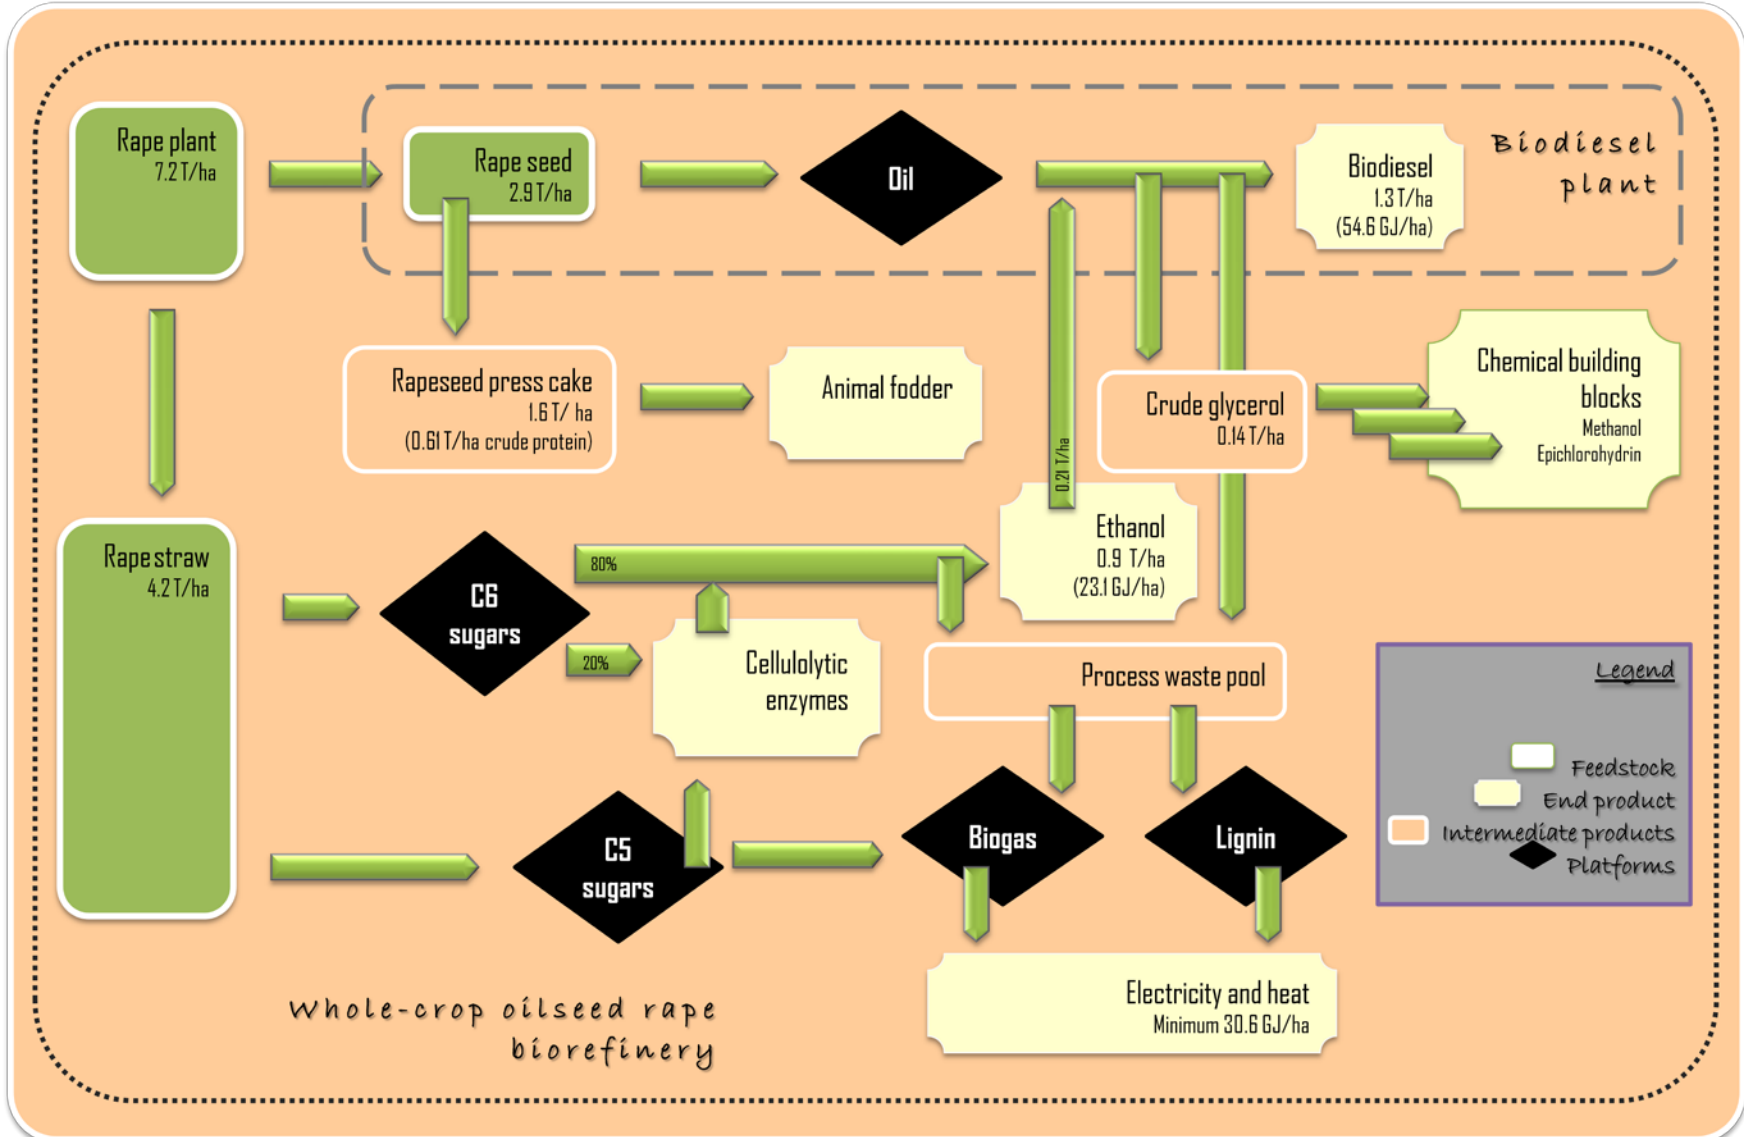 Rape plant
7.2 T/ha
Rape seed
2.9 T/ha
Oil
Biodiesel
1.3 T/ha
(54.6 GJ/ha)
Biodiesel
plant
Rapeseed press cake
1.6 T/ ha
(0.61 T/ha crude protein)
Animal fodder
0.21 T/ha
Crude glycerol
0.14 T/ha
Chemical building
blocks
Methanol
Epichlorohydrin
Rape straw
4.2 T/ha
C6
sugars
80%
20%
Ethanol
0.9 T/ha
(23.1 GJ/ha)
Cellulolytic
enzymes
Process waste pool
C5
sugars
Biogas
Lignin
Electricity and heat
Minimum 30.6 GJ/ha
Whole-crop oilseed rape
biorefinery
Legend
Feedstock
End product
Intermediate products
Platforms